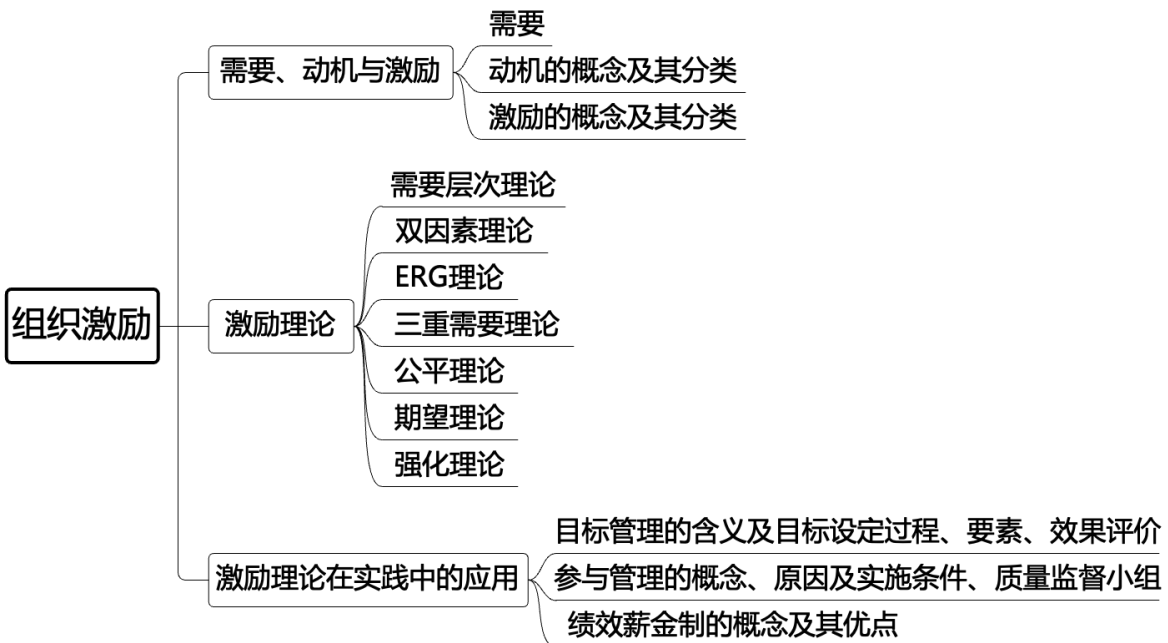 组织激励
需要、动机与激励
需要
动机的概念及其分类
激励的概念及其分类
激励理论
需要层次理论
双因素理论
ERG理论
三重需要理论
公平理论
期望理论
强化理论
激励理论在实践中的应用
目标管理的含义及目标设定过程、要素、效果评价
参与管理的概念、原因及实施条件、质量监督小组
绩效薪金制的概念及其优点